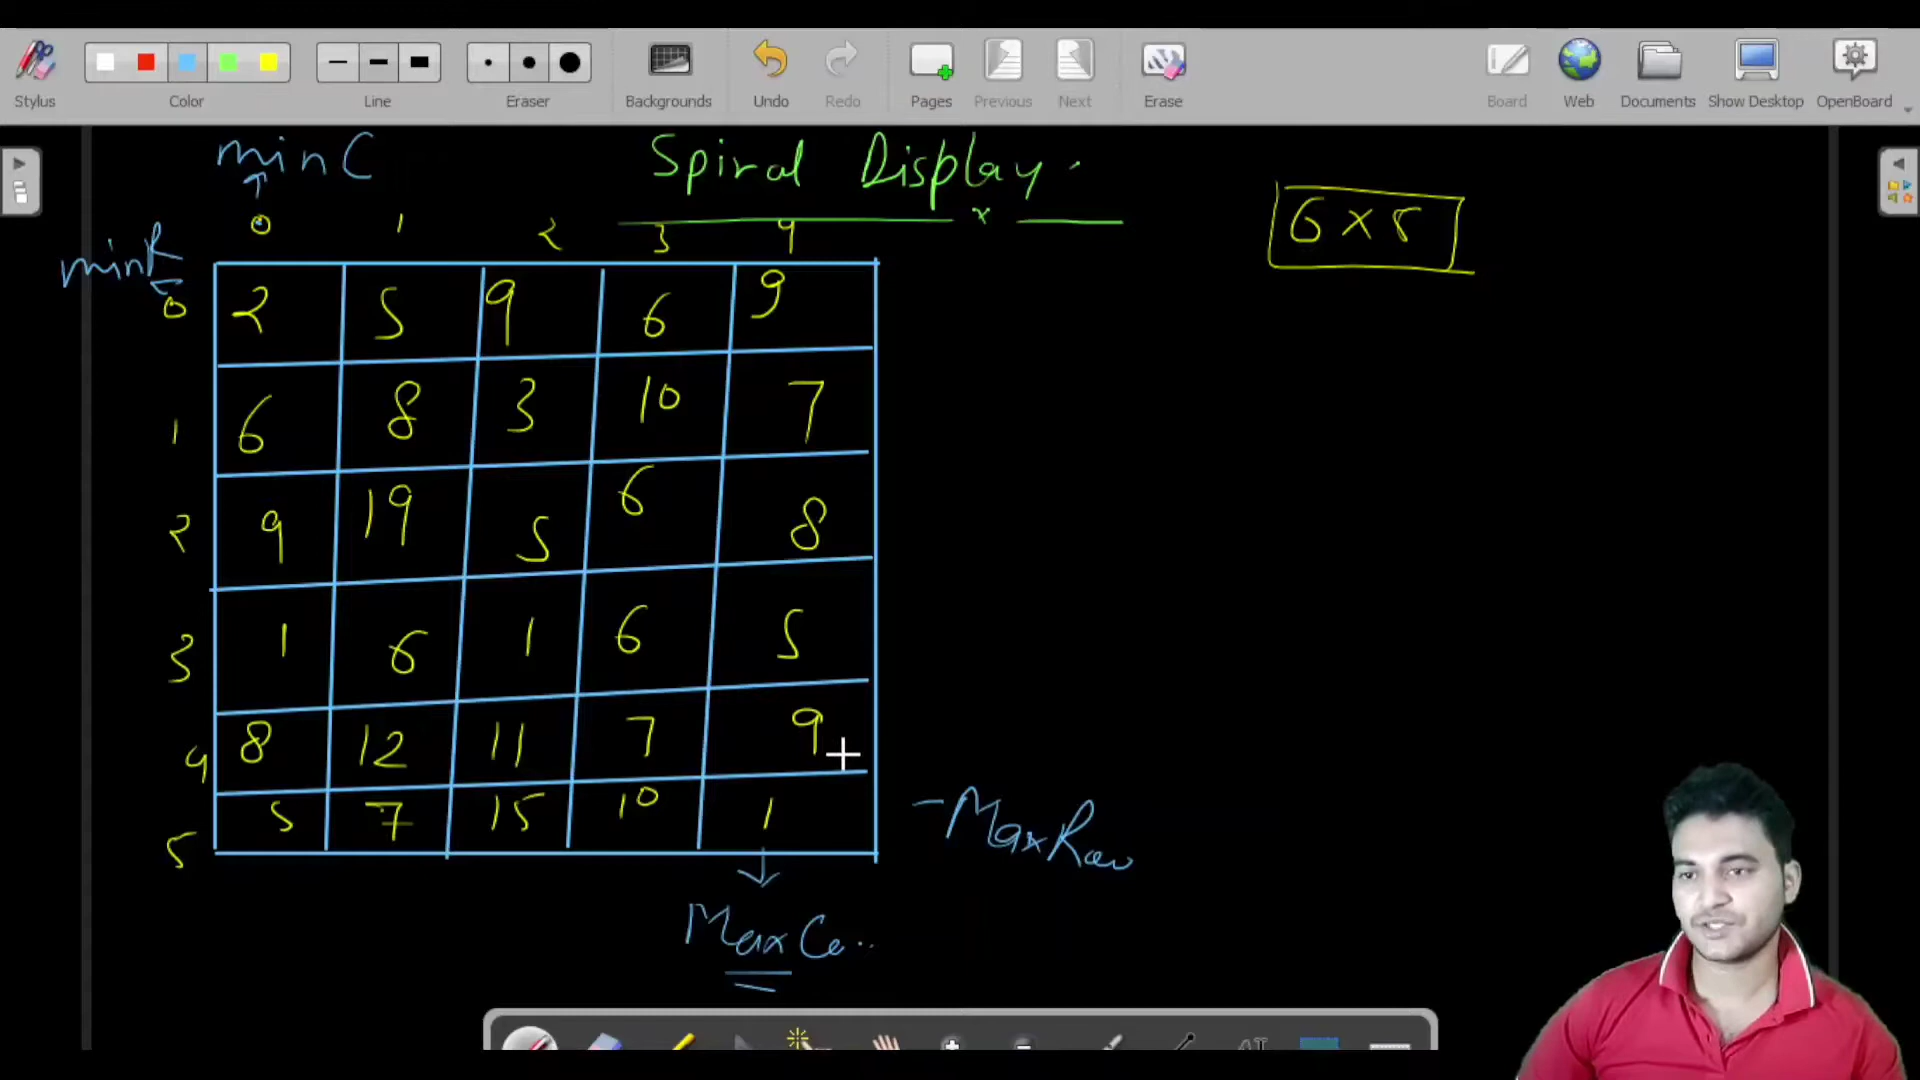 Stylus Color Line Eraser Backgrounds Undo Redo Pages Previous Next Erase Board Web Documents Show Desktop OpenBoard
minC Spiral Display
6 x 5
minR 0 1 2 3 4
0 2 5 9 6 9
1 6 8 3 10 7
2 9 19 5 6 8
3 1 6 1 6 5
4 8 12 11 7 9
5 5 7 15 10 1
MaxRow
MaxCo..